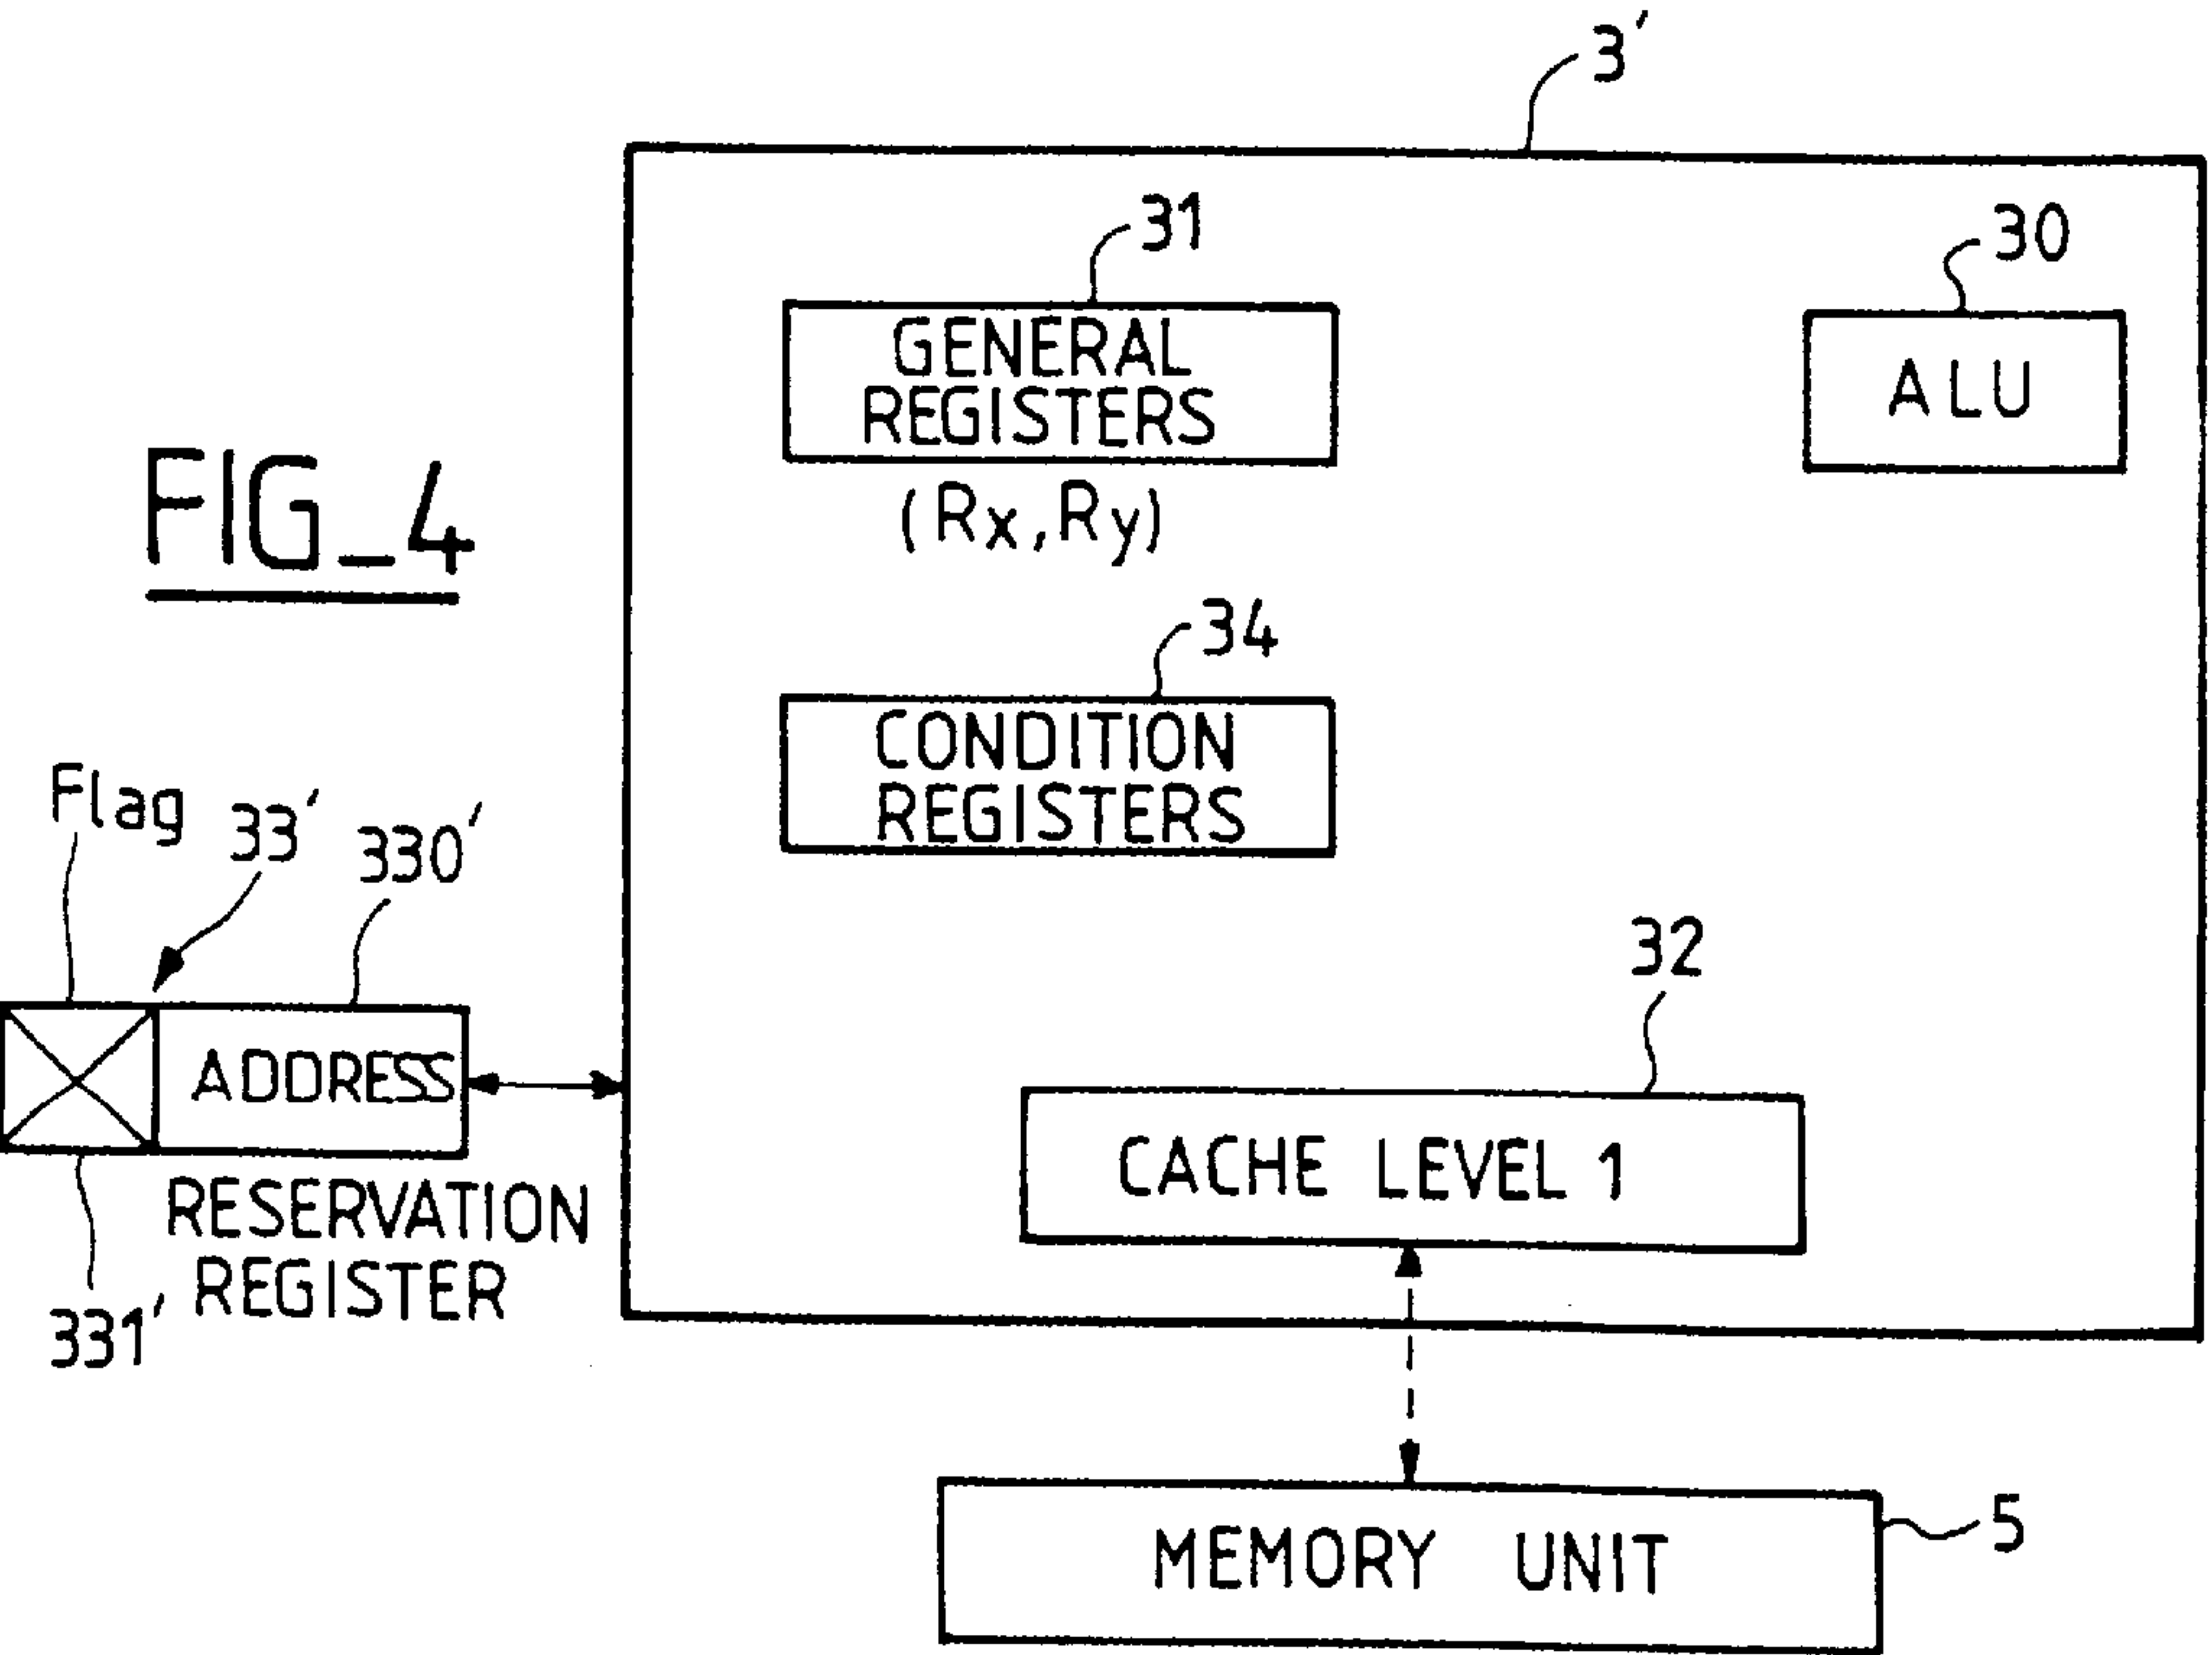 3'
31
30
GENERAL
REGISTERS
ALU
(Rx,Ry)
FIG_4
34
CONDITION
REGISTERS
Flag
33'
330'
32
ADDRESS
CACHE LEVEL 1
RESERVATION
REGISTER
331'
MEMORY UNIT
5